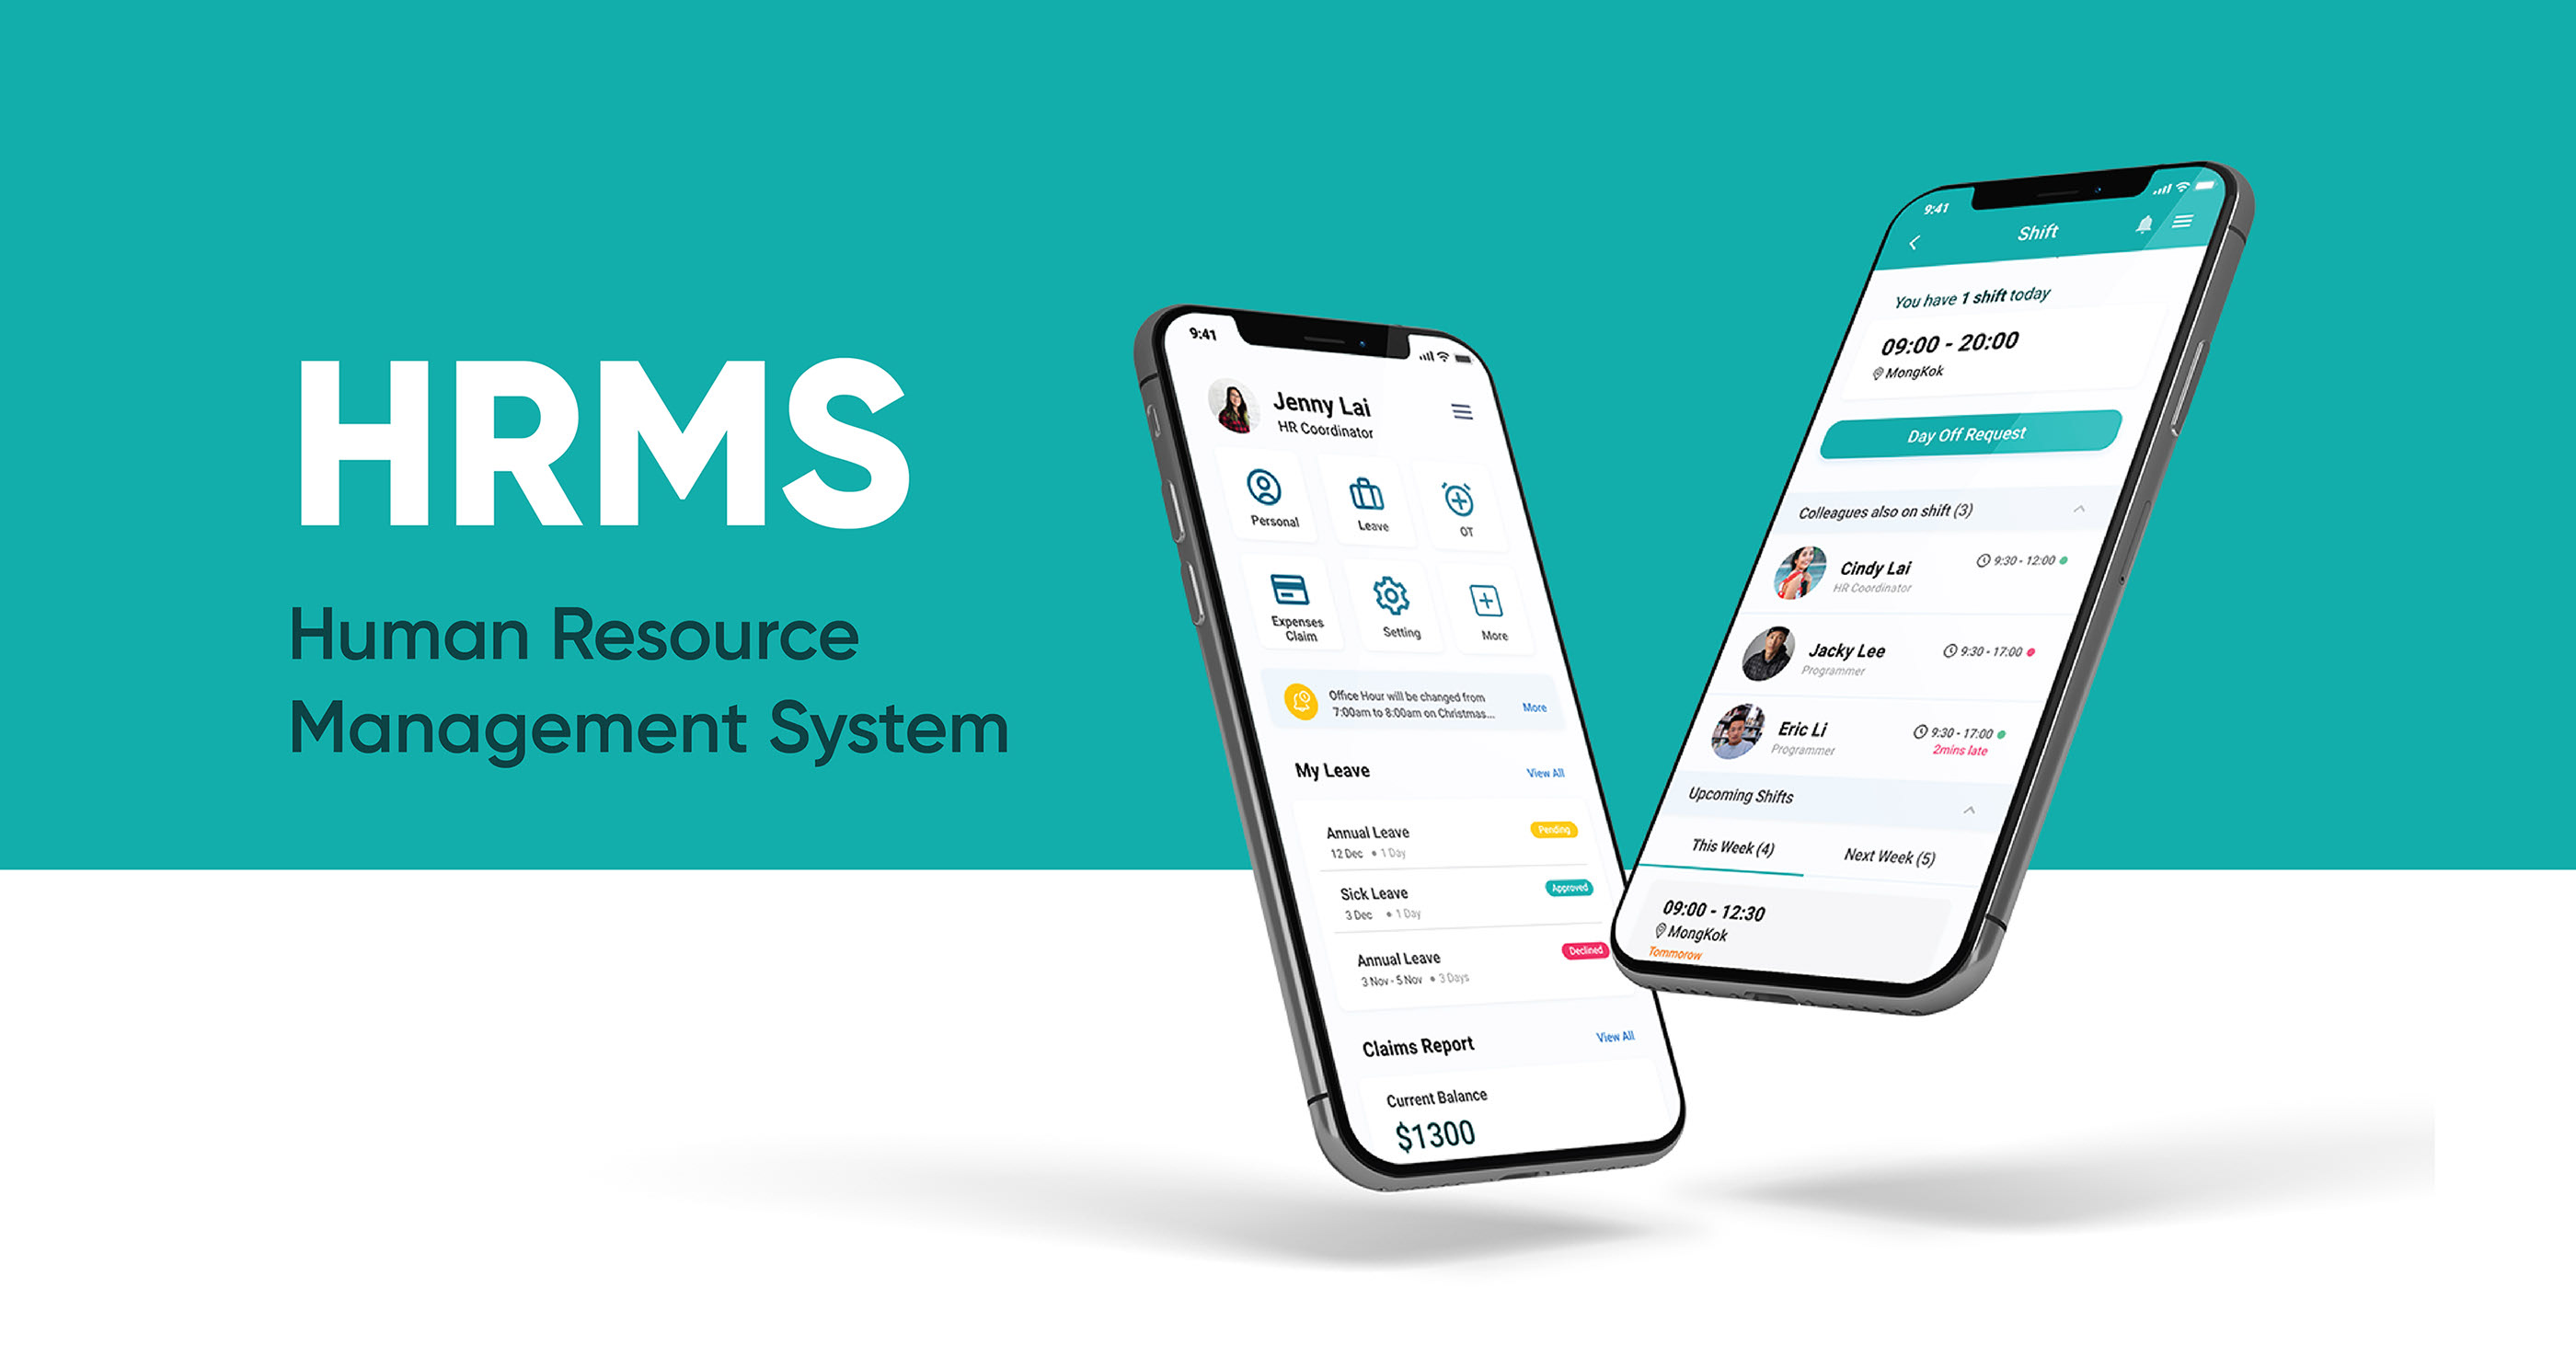 HRMS
Human Resource
Management System
9:41
Jenny Lai
HR Coordinator
Personal
Leave
OT
Expenses
Claim
Setting
More
Office Hour will be changed from
7:00am to 8:00am on Christmas...
More
My Leave
View All
Annual Leave
Pending
12 Dec • 1 Day
Sick Leave
Approved
3 Dec • 1 Day
Annual Leave
Declined
3 Nov - 5 Nov • 3 Days
Claims Report
View All
Current Balance
$1300
9:41
Shift
You have 1 shift today
09:00 - 20:00
MongKok
Day Off Request
Colleagues also on shift (3)
Cindy Lai
HR Coordinator
9:30 - 12:00
Jacky Lee
Programmer
9:30 - 17:00
Eric Li
Programmer
9:30 - 17:00
2mins late
Upcoming Shifts
This Week (4)
Next Week (5)
09:00 - 12:30
MongKok
Tommorow